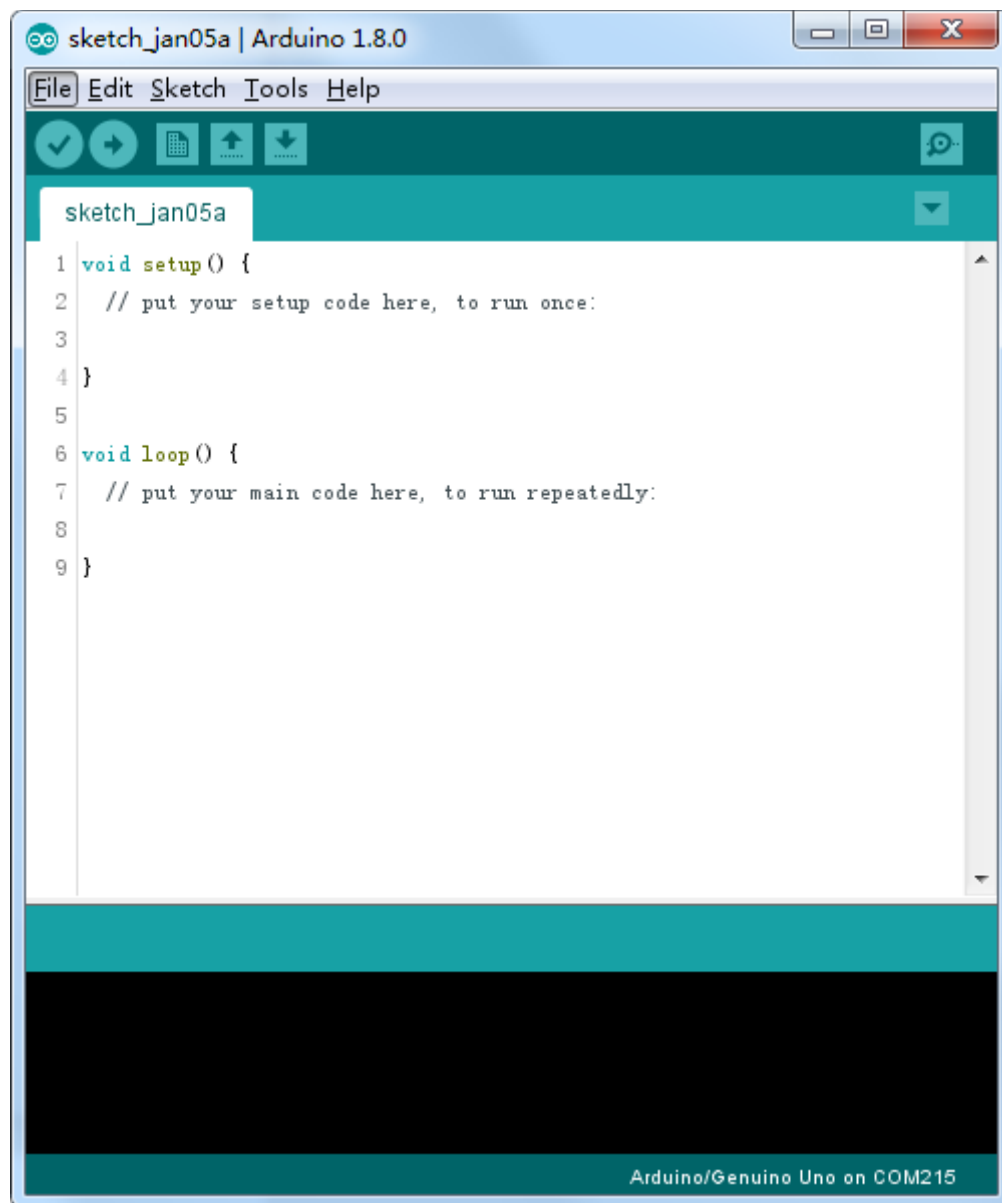 sketch_jan05a | Arduino 1.8.0
File Edit Sketch Tools Help
sketch_jan05a
1 void setup() {
2   // put your setup code here, to run once:
3
4 }
5
6 void loop() {
7   // put your main code here, to run repeatedly:
8
9 }
Arduino/Genuino Uno on COM215